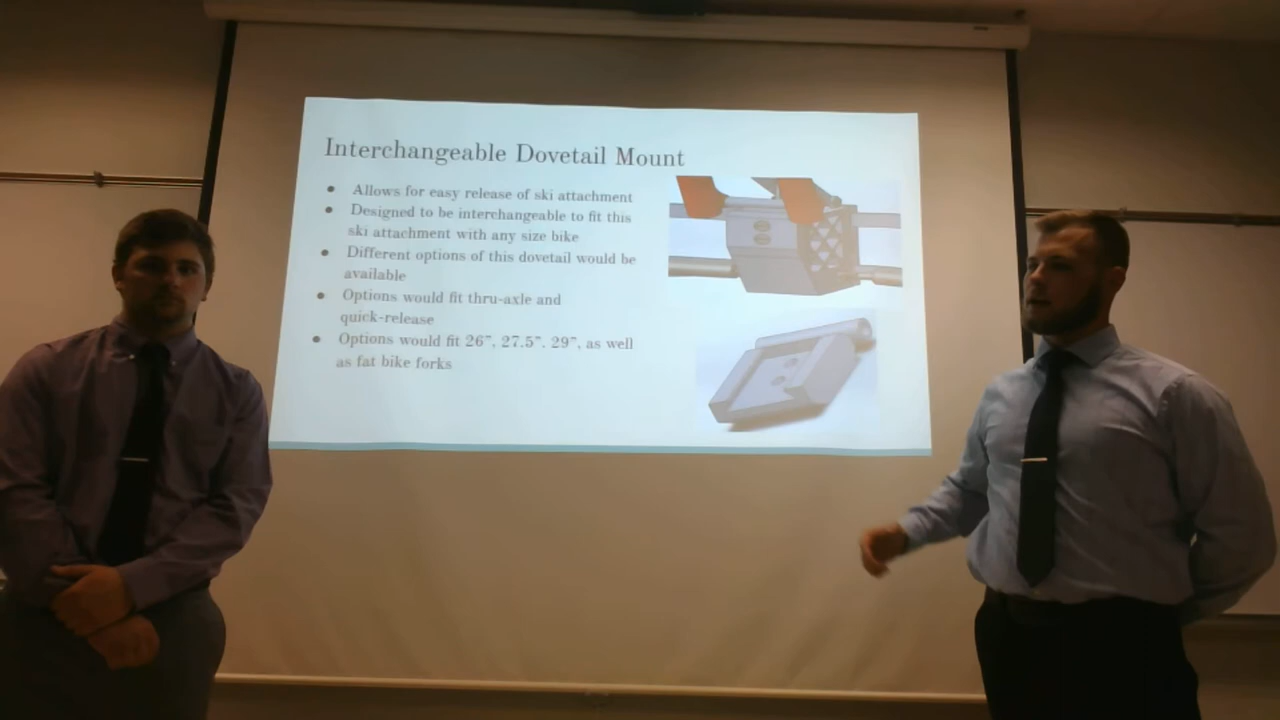 Interchangeable Dovetail Mount
● Allows for easy release of ski attachment
● Designed to be interchangeable to fit this
ski attachment with any size bike
● Different options of this dovetail would be
available
● Options would fit thru-axle and
quick-release
● Options would fit 26”, 27.5”. 29”, as well
as fat bike forks